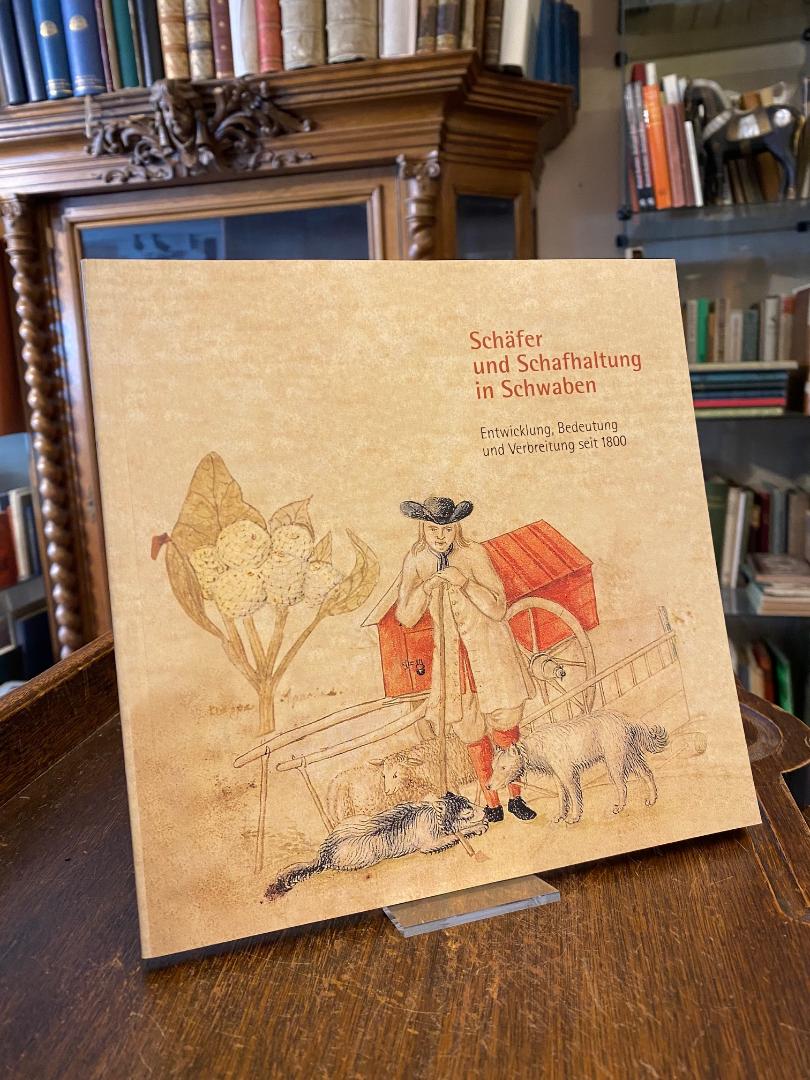 Schäfer
und Schafhaltung
in Schwaben
Entwicklung, Bedeutung
und Verbreitung seit 1800